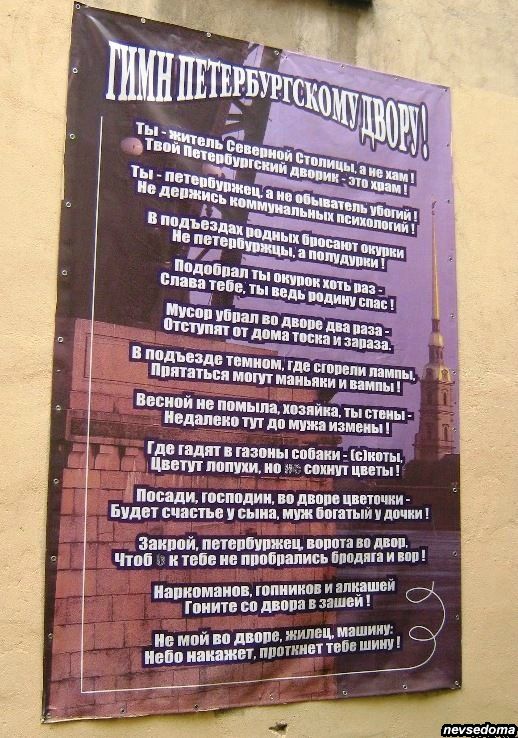 ГИМН ПЕТЕРБУРГСКОМУ ДВОРУ!
Ты - житель Северной Столицы, а не хам!
Твой Петербургский дворик - это храм!
Ты - петербуржец, а не обыватель убогий!
Не держись коммунальных психологий!
В подъездах родных бросают окурки
Не петербуржцы, а полудурки!
Подобрал ты окурок хоть раз -
Слава тебе, ты ведь родину спас!
Мусор убрал во дворе два раза -
Отступят от дома тоска и зараза.
В подъезде темном, где сгорели лампы,
Прятаться могут маньяки и вампы!
Весной не помыла, хозяйка, ты стены -
Недалеко тут до мужа измены!
Где гадят в газоны собаки - (с)коты,
Цветут лопухи, но сохнут цветы!
Посади, господин, во дворе цветочки -
Будет счастье у сына, муж богатый у дочки!
Закрой, петербуржец, ворота во двор,
Чтоб к тебе не пробрались бродяга и вор!
Наркоманов, гопников и алкашей
Гоните со двора в зашей!
Не мой во дворе, жилец, машину:
Небо накажет, проткнет тебе шину!
nevsedoma